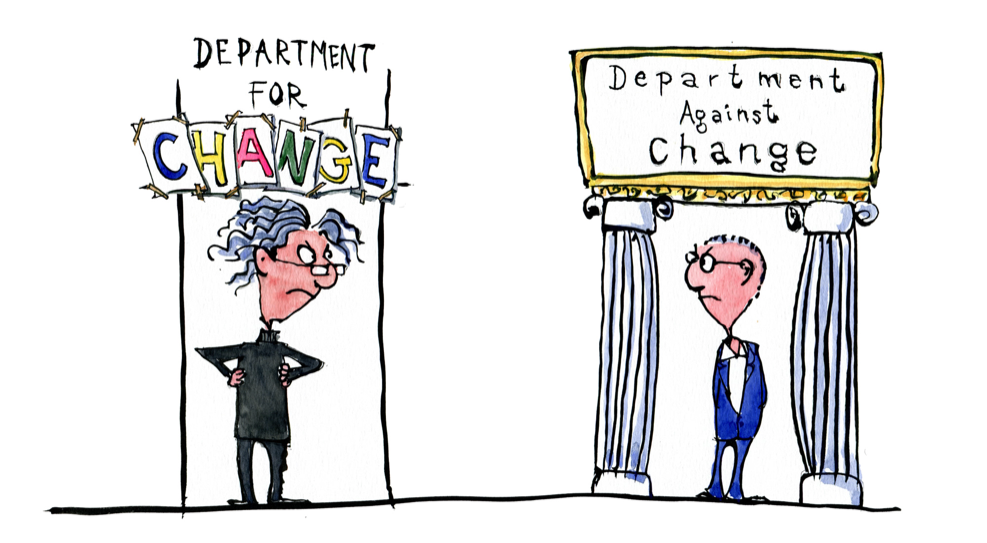 DEPARTMENT
FOR
CHANGE
Department
Against
Change